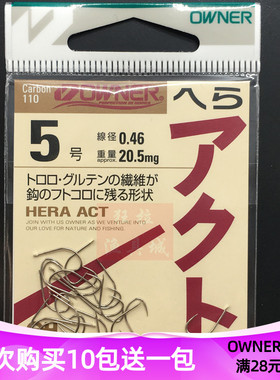 OWNER
Carbon
110
OWNER
へら
アクト
5号
線径 0.46
重量 approx. 20.5mg
トロロ・グルテンの繊維が
鈎のフトコロに残る形状
HERA ACT
JOIN WITH US DOWNER AS WE VENTURE OUT
OUR LOVE FOR NATURE AND FISHING
次购买10包送一包
OWNER
满28元